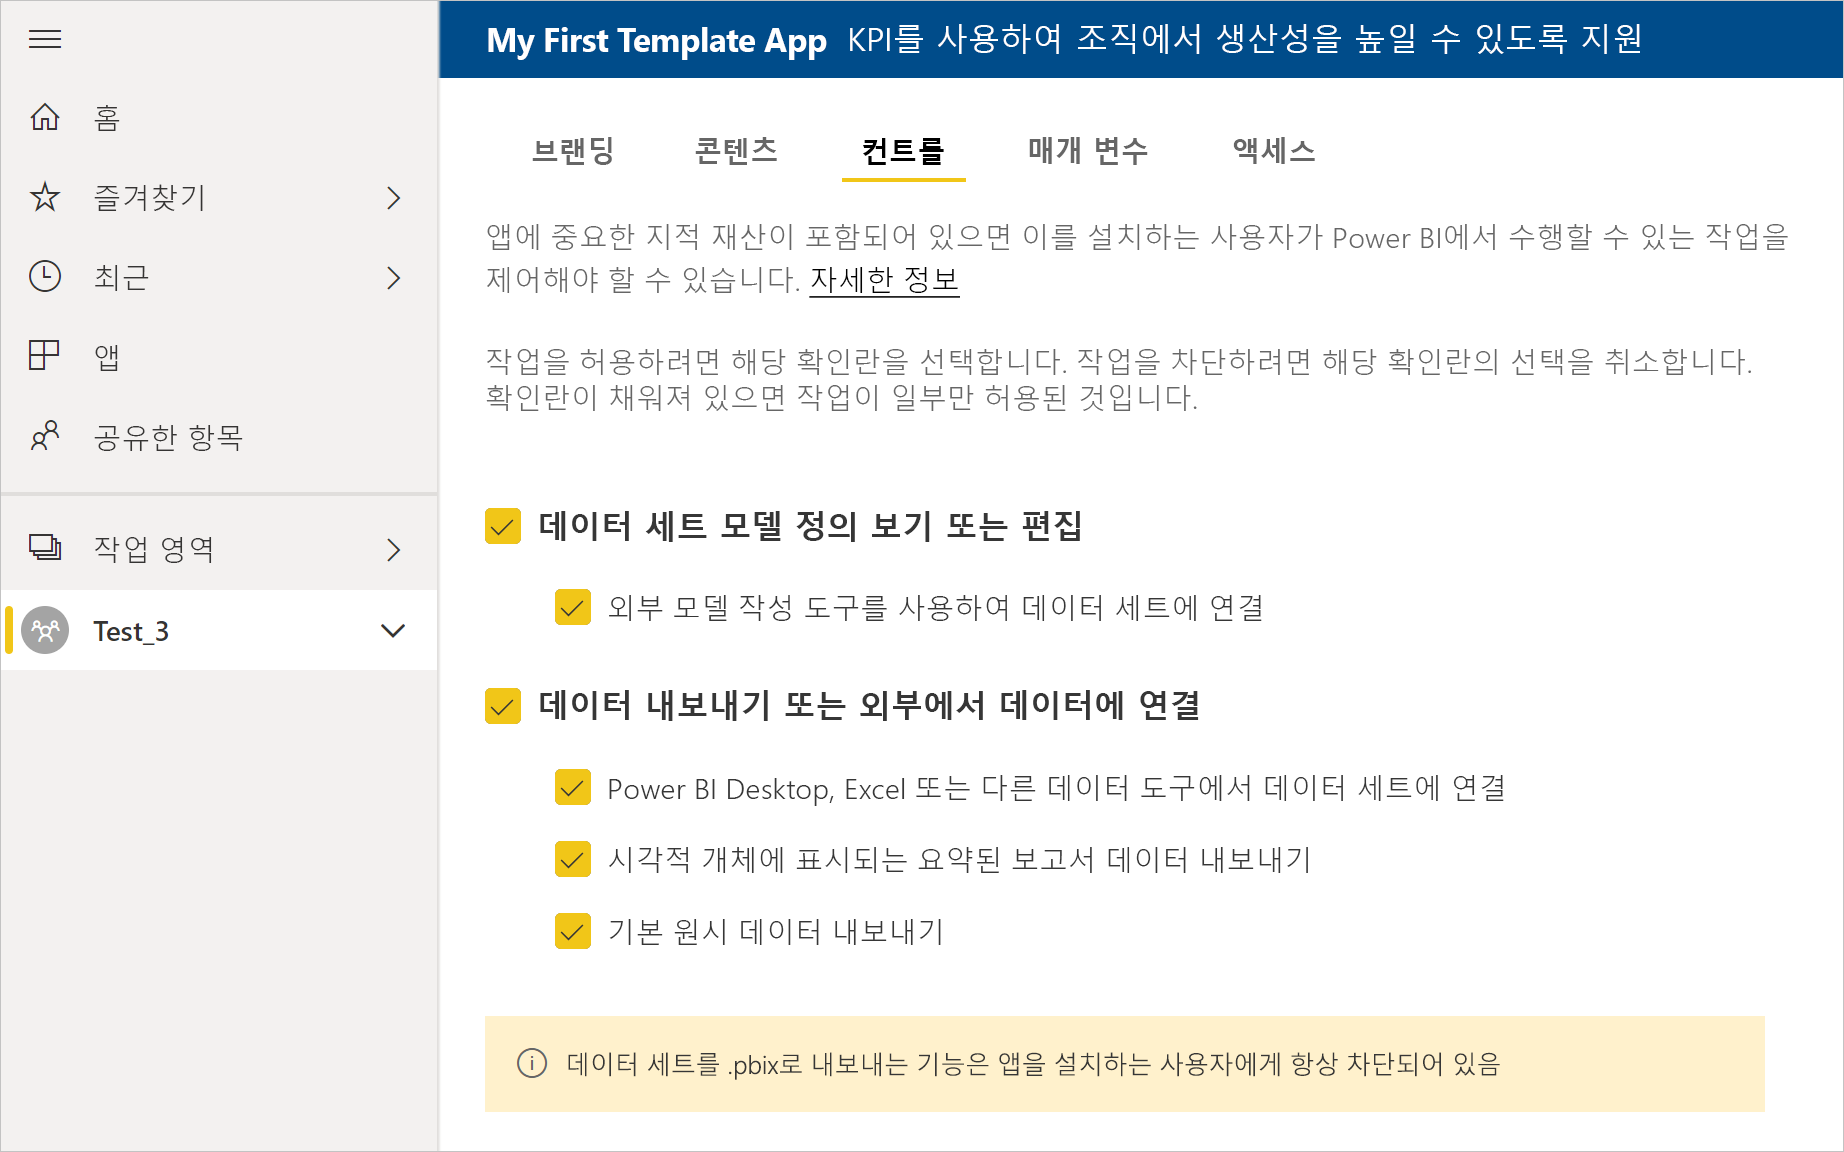 My First Template App KPI를 사용하여 조직에서 생산성을 높일 수 있도록 지원
홈
즐겨찾기
최근
앱
공유한 항목
작업 영역
Test_3
브랜딩 콘텐츠 컨트롤 매개 변수 액세스
앱에 중요한 지적 재산이 포함되어 있으면 이를 설치하는 사용자가 Power BI에서 수행할 수 있는 작업을
제어해야 할 수 있습니다. 자세한 정보
작업을 허용하려면 해당 확인란을 선택합니다. 작업을 차단하려면 해당 확인란의 선택을 취소합니다.
확인란이 채워져 있으면 작업이 일부만 허용된 것입니다.
데이터 세트 모델 정의 보기 또는 편집
외부 모델 작성 도구를 사용하여 데이터 세트에 연결
데이터 내보내기 또는 외부에서 데이터에 연결
Power BI Desktop, Excel 또는 다른 데이터 도구에서 데이터 세트에 연결
시각적 개체에 표시되는 요약된 보고서 데이터 내보내기
기본 원시 데이터 내보내기
데이터 세트를 .pbix로 내보내는 기능은 앱을 설치하는 사용자에게 항상 차단되어 있음